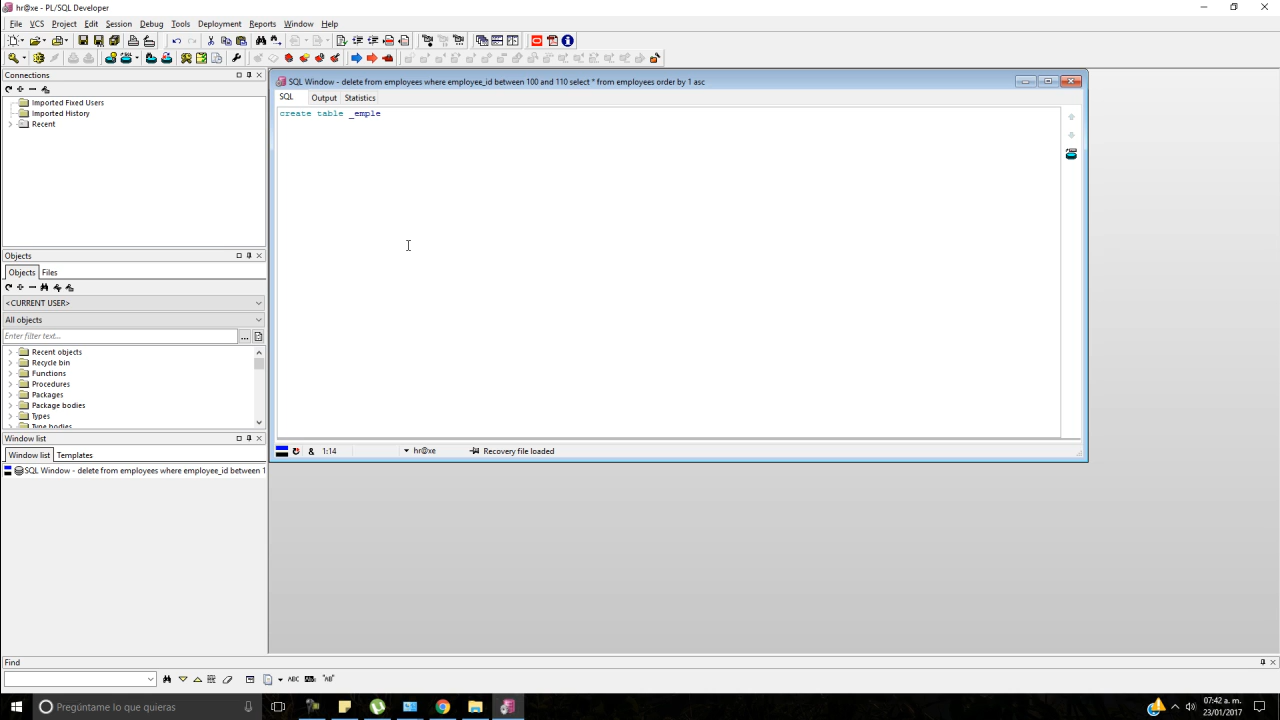 hr@xe - PL/SQL Developer
File VCS Project Edit Session Debug Tools Deployment Reports Window Help
Connections
Imported Fixed Users
Imported History
Recent
Objects
Objects Files
<CURRENT USER>
All objects
Enter filter text...
Recent objects
Recycle bin
Functions
Procedures
Packages
Package bodies
Types
Type bodies
Window list
Window list Templates
SQL Window - delete from employees where employee_id between 1
SQL Window - delete from employees where employee_id between 100 and 110 select * from employees order by 1 asc
SQL Output Statistics
create table _emple
& 1:14 hr@xe Recovery file loaded
Find
ABC "AB"
Pregúntame lo que quieras
07:42 a. m.
23/01/2017